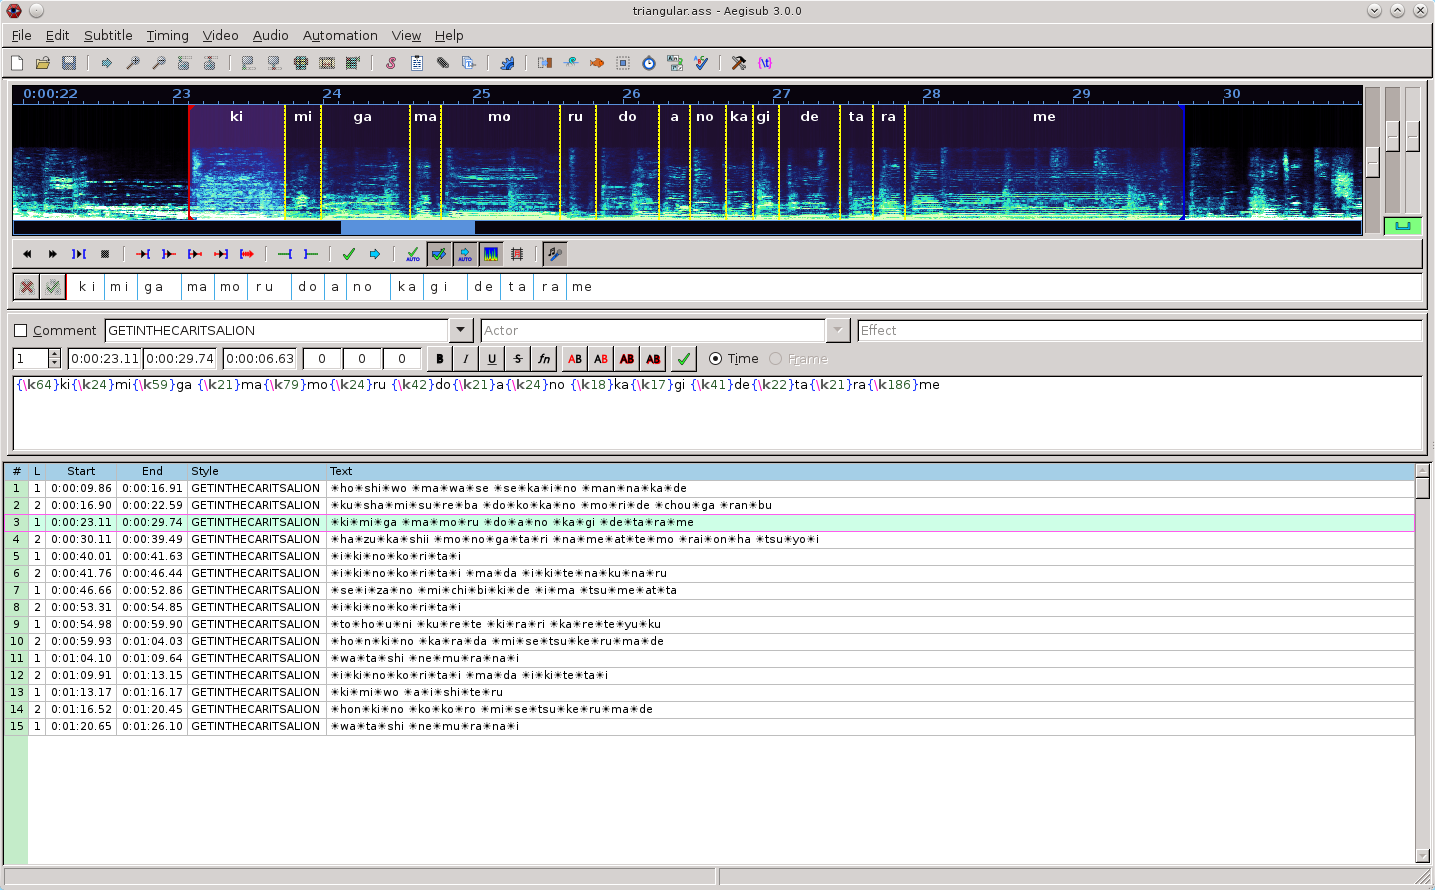 triangular.ass - Aegisub 3.0.0
File Edit Subtitle Timing Video Audio Automation View Help
0:00:22 23 24 25 26 27 28 29 30
ki mi ga ma mo ru do a no ka gi de ta ra me
ki mi ga ma mo ru do a no ka gi de ta ra me
Comment GETINTHECARITSALION Actor Effect
1 0:00:23.11 0:00:29.74 0:00:06.63 0 0 0 B I U S fn AB AB AB AB Time Frame
{\k64}ki{\k24}mi{\k59}ga {\k21}ma{\k79}mo{\k24}ru {\k42}do{\k21}a{\k24}no {\k18}ka{\k17}gi {\k41}de{\k22}ta{\k21}ra{\k186}me
# L Start End Style Text
1 1 0:00:09.86 0:00:16.91 GETINTHECARITSALION ☀ho☀shi☀wo ☀ma☀wa☀se ☀se☀ka☀i☀no ☀man☀na☀ka☀de
2 2 0:00:16.90 0:00:22.59 GETINTHECARITSALION ☀ku☀sha☀mi☀su☀re☀ba ☀do☀ko☀ka☀no ☀mo☀ri☀de ☀chou☀ga ☀ran☀bu
3 1 0:00:23.11 0:00:29.74 GETINTHECARITSALION ☀ki☀mi☀ga ☀ma☀mo☀ru ☀do☀a☀no ☀ka☀gi ☀de☀ta☀ra☀me
4 2 0:00:30.11 0:00:39.49 GETINTHECARITSALION ☀ha☀zu☀ka☀shii ☀mo☀no☀ga☀ta☀ri ☀na☀me☀at☀te☀mo ☀rai☀on☀ha ☀tsu☀yo☀i
5 1 0:00:40.01 0:00:41.63 GETINTHECARITSALION ☀i☀ki☀no☀ko☀ri☀ta☀i
6 2 0:00:41.76 0:00:46.44 GETINTHECARITSALION ☀i☀ki☀no☀ko☀ri☀ta☀i ☀ma☀da ☀i☀ki☀te☀na☀ku☀na☀ru
7 1 0:00:46.66 0:00:52.86 GETINTHECARITSALION ☀se☀i☀za☀no ☀mi☀chi☀bi☀ki☀de ☀i☀ma ☀tsu☀me☀at☀ta
8 2 0:00:53.31 0:00:54.85 GETINTHECARITSALION ☀i☀ki☀no☀ko☀ri☀ta☀i
9 1 0:00:54.98 0:00:59.90 GETINTHECARITSALION ☀to☀ho☀u☀ni ☀ku☀re☀te ☀ki☀ra☀ri ☀ka☀re☀te☀yu☀ku
10 2 0:00:59.93 0:01:04.03 GETINTHECARITSALION ☀ho☀n☀ki☀no ☀ka☀ra☀da ☀mi☀se☀tsu☀ke☀ru☀ma☀de
11 1 0:01:04.10 0:01:09.64 GETINTHECARITSALION ☀wa☀ta☀shi ☀ne☀mu☀ra☀na☀i
12 2 0:01:09.91 0:01:13.15 GETINTHECARITSALION ☀i☀ki☀no☀ko☀ri☀ta☀i ☀ma☀da ☀i☀ki☀te☀ta☀i
13 1 0:01:13.17 0:01:16.17 GETINTHECARITSALION ☀ki☀mi☀wo ☀a☀i☀shi☀te☀ru
14 2 0:01:16.52 0:01:20.45 GETINTHECARITSALION ☀hon☀ki☀no ☀ko☀ko☀ro ☀mi☀se☀tsu☀ke☀ru☀ma☀de
15 1 0:01:20.65 0:01:26.10 GETINTHECARITSALION ☀wa☀ta☀shi ☀ne☀mu☀ra☀na☀i